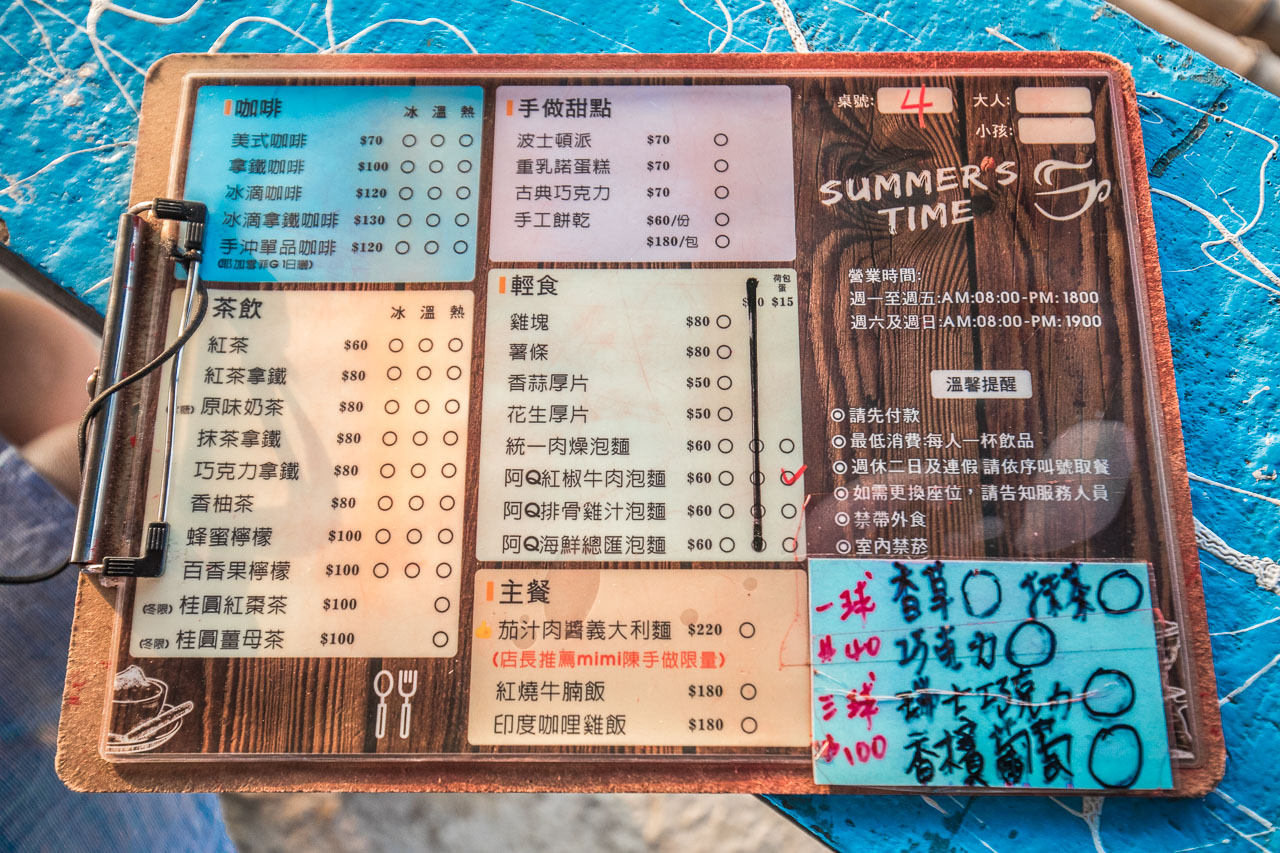 咖啡 冰 溫 熱
美式咖啡 $70
拿鐵咖啡 $100
冰滴咖啡 $120
冰滴拿鐵咖啡 $130
手沖單品咖啡 $120
茶飲 冰 溫 熱
紅茶 $60
紅茶拿鐵 $80
原味奶茶 $80
抹茶拿鐵 $80
巧克力拿鐵 $80
香柚茶 $80
蜂蜜檸檬 $100
百香果檸檬 $100
(冬限) 桂圓紅棗茶 $100
(冬限) 桂圓薑母茶 $100
手做甜點
波士頓派 $70
重乳諾蛋糕 $70
古典巧克力 $70
手工餅乾 $60/份
$180/包
輕食 荷包蛋
$15
雞塊 $80
薯條 $80
香蒜厚片 $50
花生厚片 $50
統一肉燥泡麵 $60
阿Q紅椒牛肉泡麵 $60
阿Q排骨雞汁泡麵 $60
阿Q海鮮總匯泡麵 $60
主餐
茄汁肉醬義大利麵 $220
(店長推薦mimi陳手做限量)
紅燒牛腩飯 $180
印度咖哩雞飯 $180
桌號: 4 大人:
小孩:
SUMMER'S
TIME
營業時間:
週一至週五:AM:08:00-PM: 1800
週六及週日:AM:08:00-PM: 1900
溫馨提醒
請先付款
最低消費:每人一杯飲品
週休二日及連假 請依序叫號取餐
如需更換座位，請告知服務人員
禁帶外食
室內禁菸
一球 香草 抹茶
$40 巧克力
三球 瑞士巧克力
$100 香檳葡萄